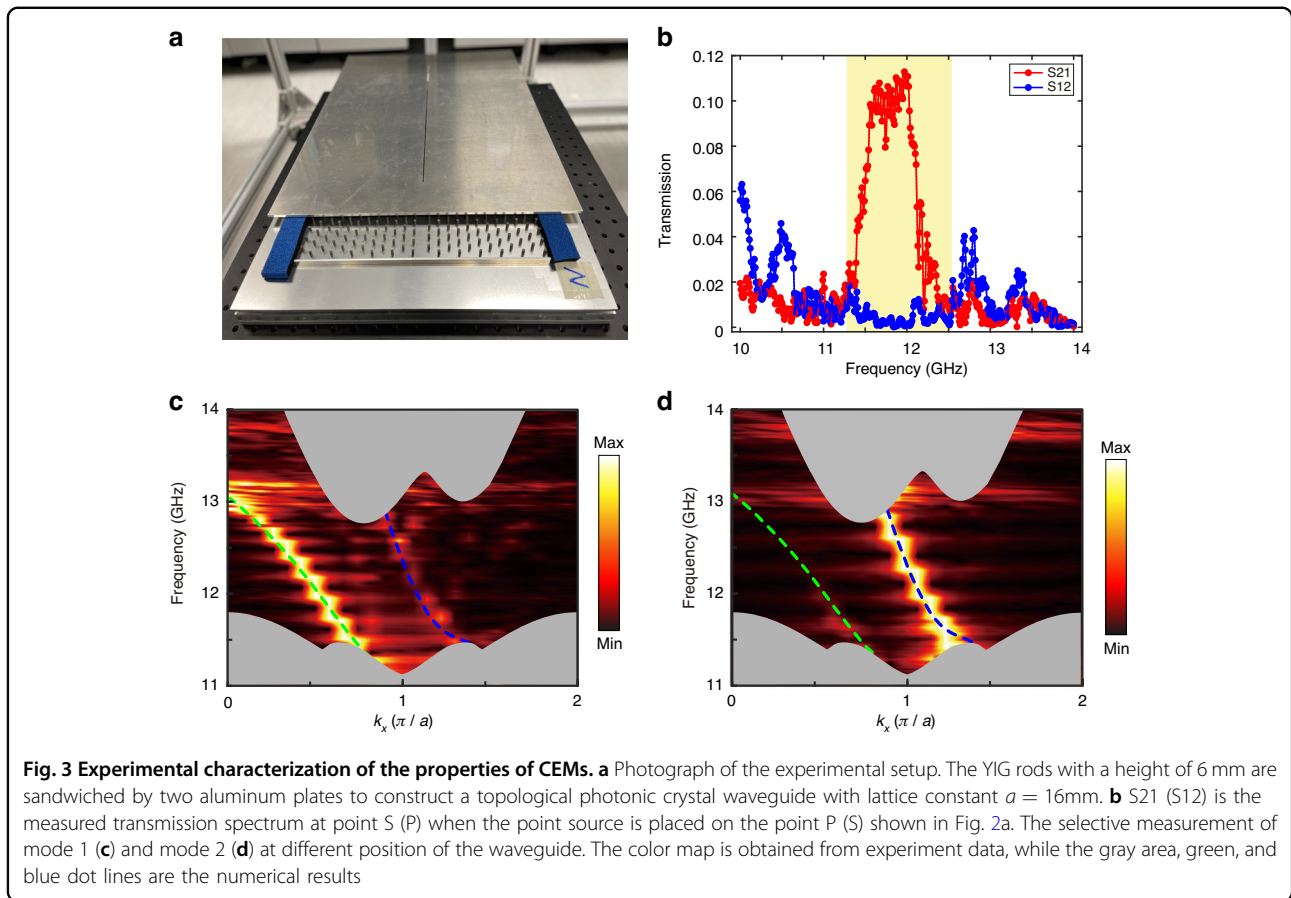 a
b
0.12
0.10
0.08
0.06
0.04
0.02
0
Transmission
S21
S12
10
11
12
13
14
Frequency (GHz)
c
14
13
12
11
Frequency (GHz)
0
1
2
k_x (π / a)
Max
Min
d
14
13
12
11
Frequency (GHz)
0
1
2
k_x (π / a)
Max
Min
Fig. 3 Experimental characterization of the properties of CEMs. a Photograph of the experimental setup. The YIG rods with a height of 6 mm are
sandwiched by two aluminum plates to construct a topological photonic crystal waveguide with lattice constant a = 16mm. b S21 (S12) is the
measured transmission spectrum at point S (P) when the point source is placed on the point P (S) shown in Fig. 2a. The selective measurement of
mode 1 (c) and mode 2 (d) at different position of the waveguide. The color map is obtained from experiment data, while the gray area, green, and
blue dot lines are the numerical results